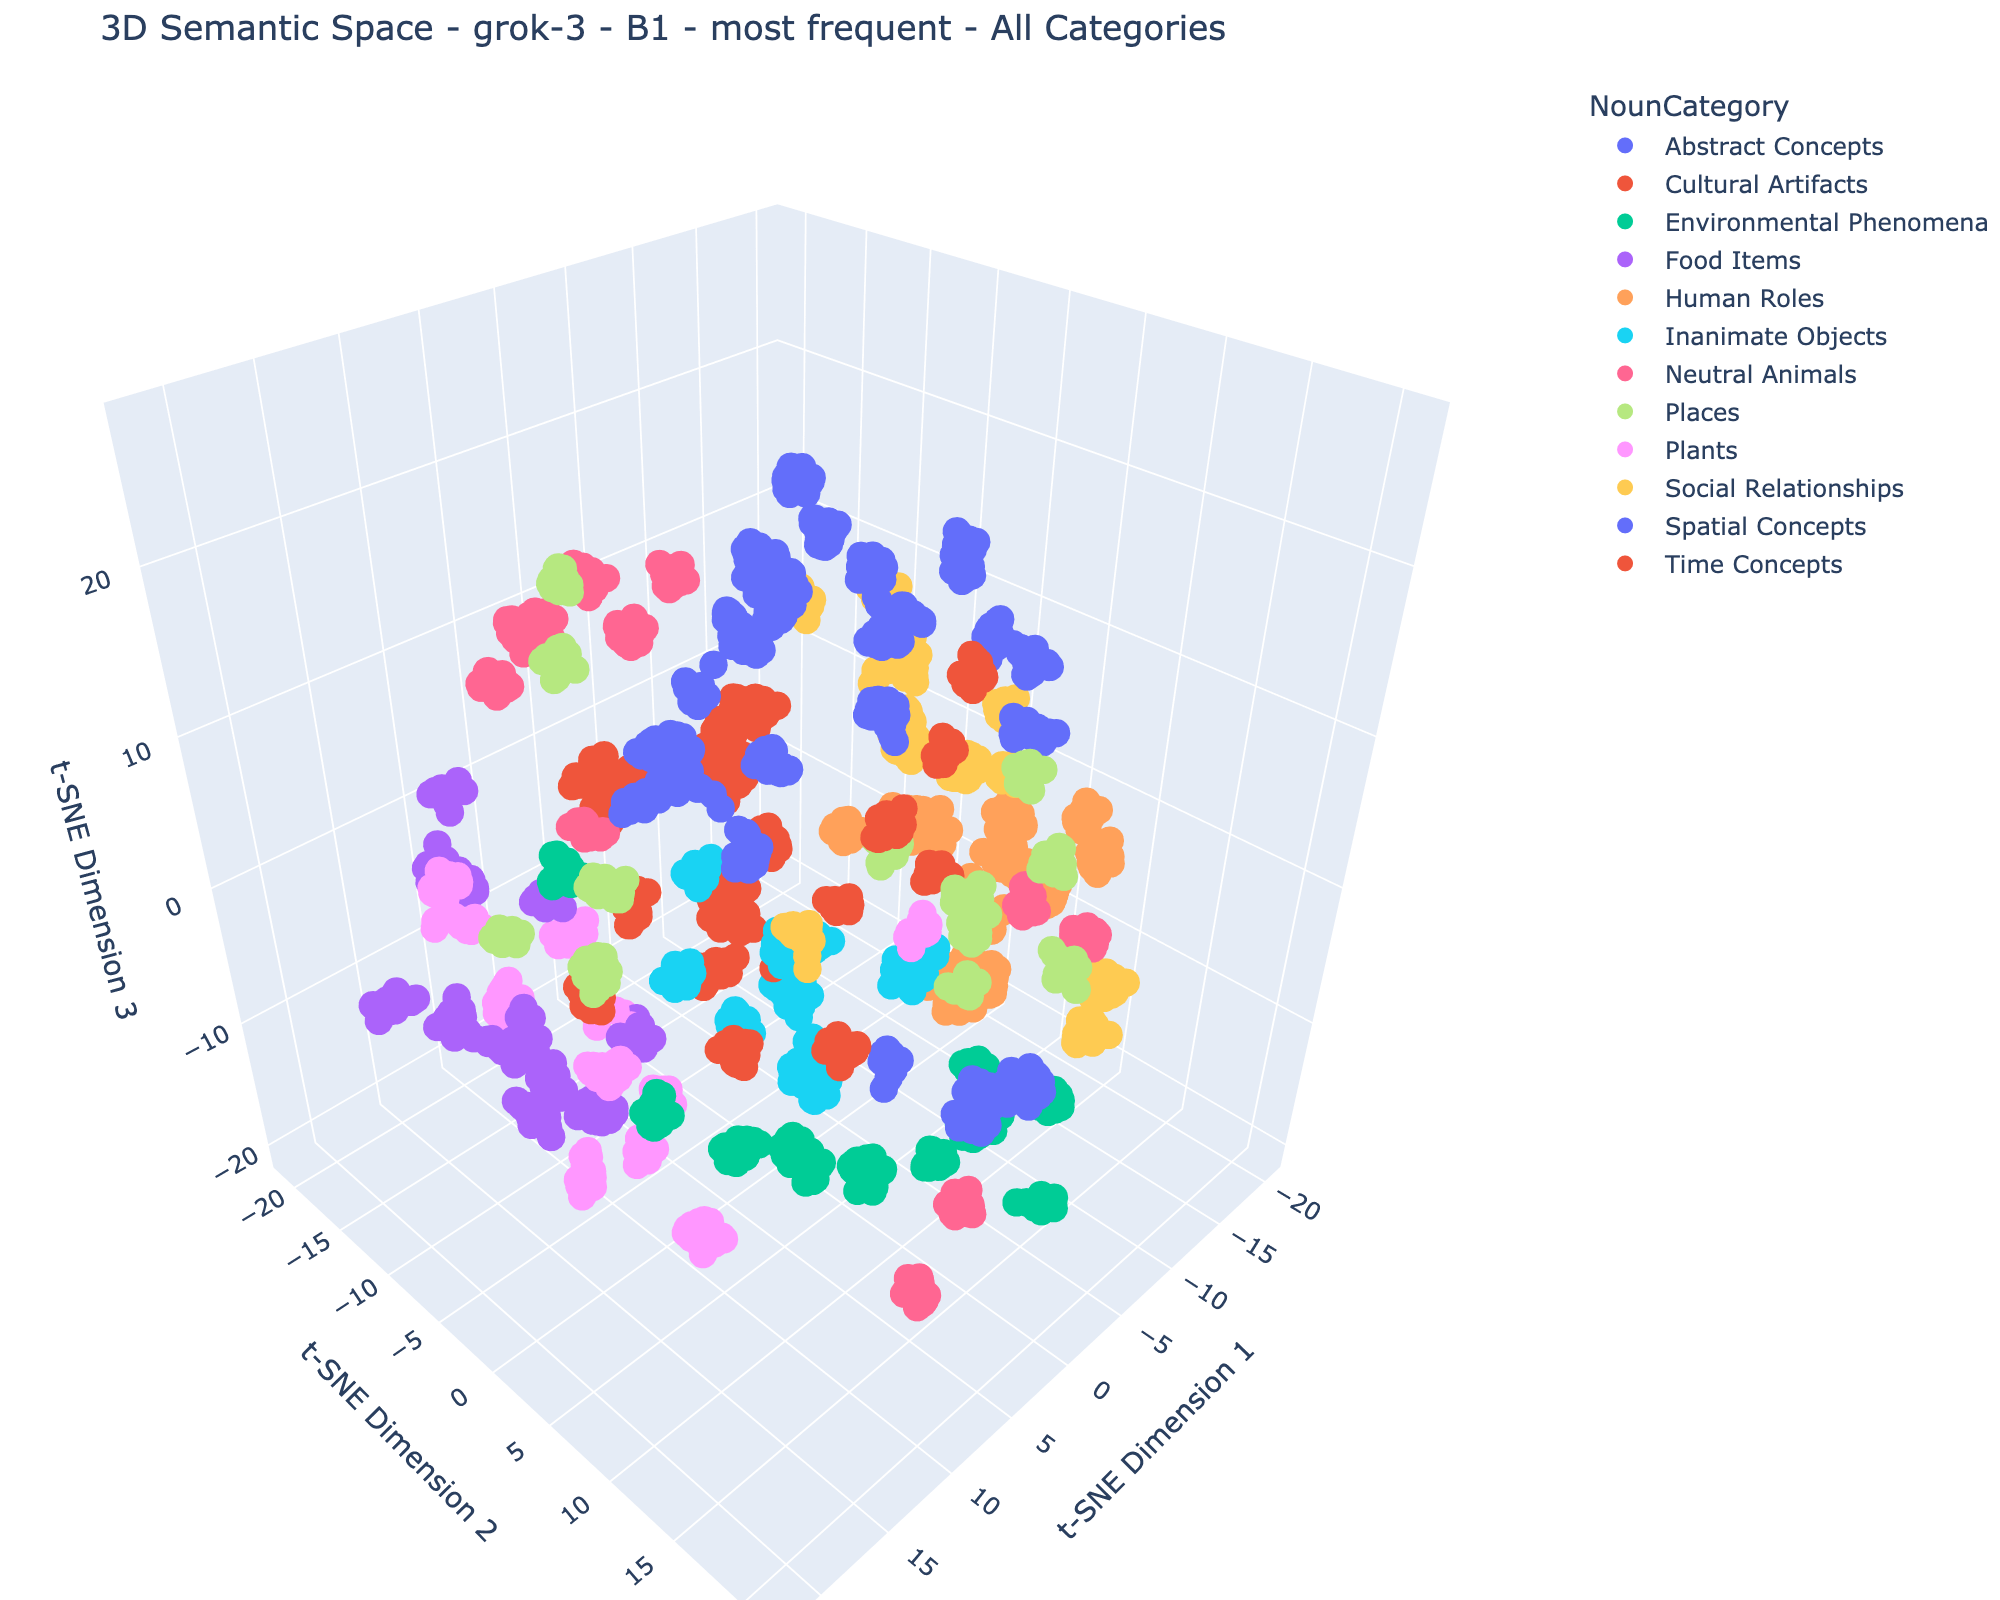 3D Semantic Space - grok-3 - B1 - most frequent - All Categories
NounCategory
Abstract Concepts
Cultural Artifacts
Environmental Phenomena
Food Items
Human Roles
Inanimate Objects
Neutral Animals
Places
Plants
Social Relationships
Spatial Concepts
Time Concepts
t-SNE Dimension 3
20
10
0
−10
−20
t-SNE Dimension 2
−20
−15
−10
−5
0
5
10
15
t-SNE Dimension 1
−20
−15
−10
−5
0
5
10
15